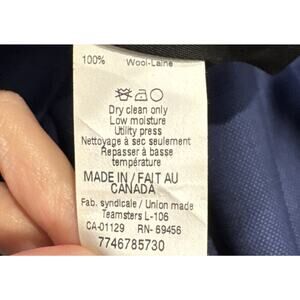 100% Wool-Laine
Dry clean only
Low moisture
Utility press
Nettoyage à sec seulement
Repasser à basse
température
MADE IN / FAIT AU
CANADA
Fab. syndicale / Union made
Teamsters L-106
CA-01129 RN- 69456
7746785730